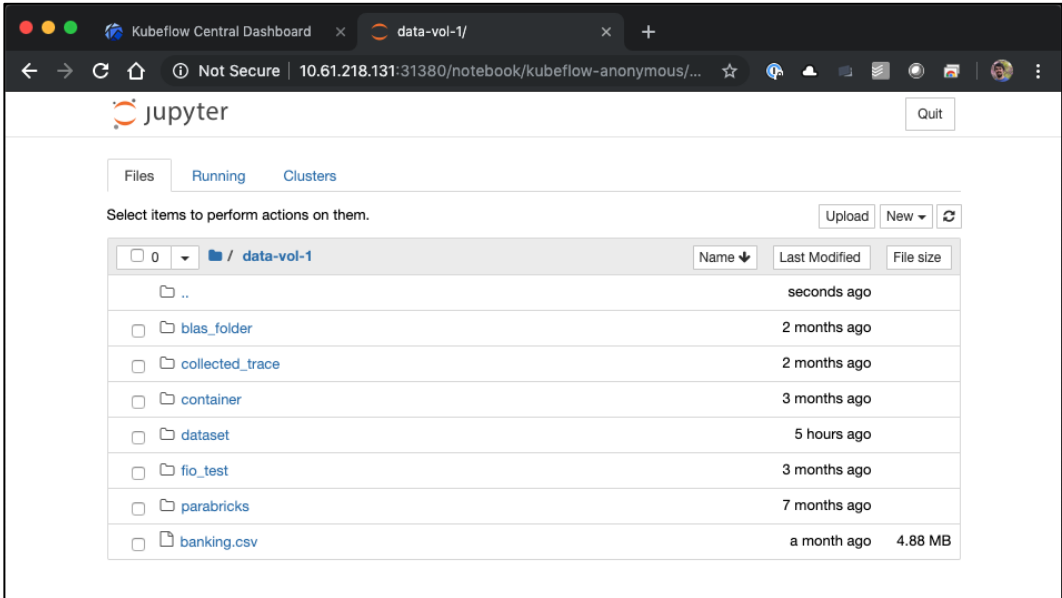 Kubeflow Central Dashboard
data-vol-1/
Not Secure | 10.61.218.131:31380/notebook/kubeflow-anonymous/...
jupyter
Quit
Files Running Clusters
Select items to perform actions on them.
Upload New
0 / data-vol-1 Name Last Modified File size
.. seconds ago
blas_folder 2 months ago
collected_trace 2 months ago
container 3 months ago
dataset 5 hours ago
fio_test 3 months ago
parabricks 7 months ago
banking.csv a month ago 4.88 MB